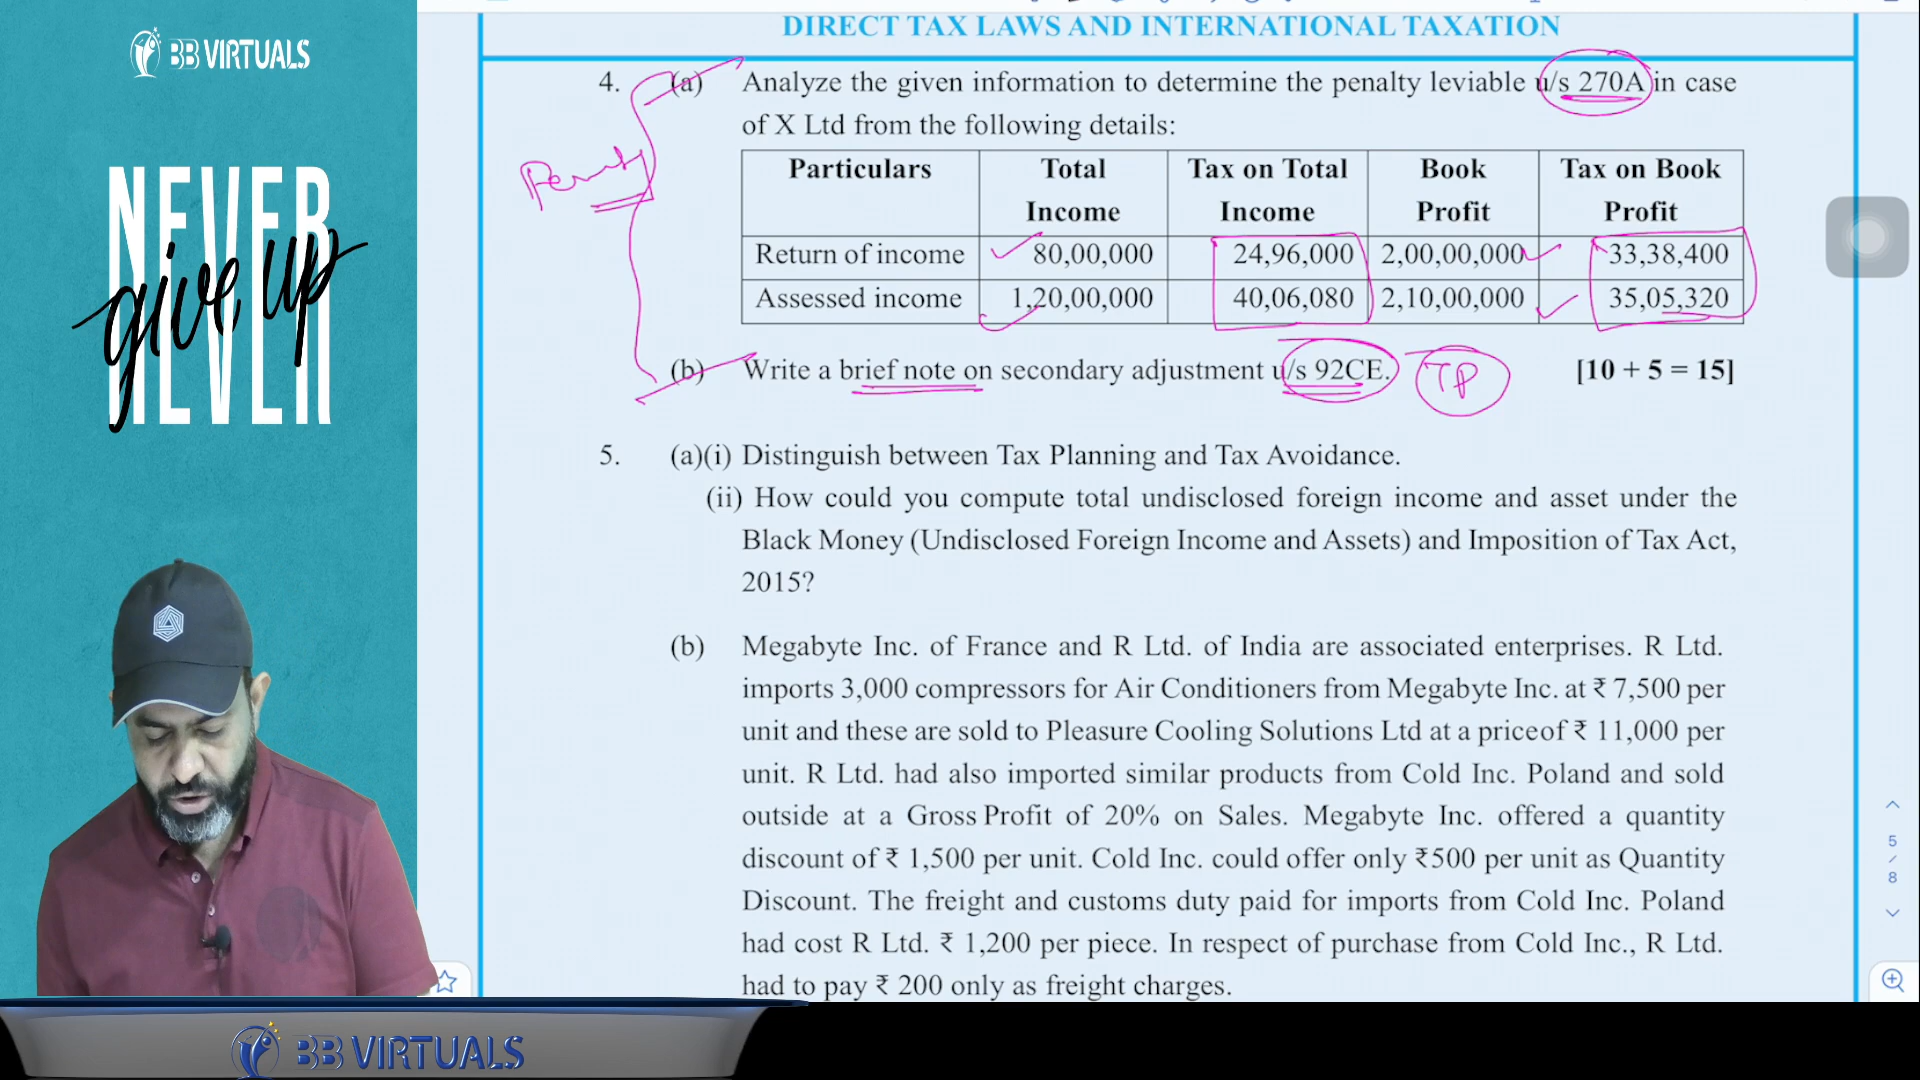 BB VIRTUALS
NEVER
give up
NEVER
DIRECT TAX LAWS AND INTERNATIONAL TAXATION
4. (a) Analyze the given information to determine the penalty leviable u/s 270A in case
of X Ltd from the following details:
Particulars Total Income Tax on Total Income Book Profit Tax on Book Profit
Return of income 80,00,000 24,96,000 2,00,00,000 33,38,400
Assessed income 1,20,00,000 40,06,080 2,10,00,000 35,05,320
Penalty
(b) Write a brief note on secondary adjustment u/s 92CE. TP [10 + 5 = 15]
5. (a)(i) Distinguish between Tax Planning and Tax Avoidance.
(ii) How could you compute total undisclosed foreign income and asset under the
Black Money (Undisclosed Foreign Income and Assets) and Imposition of Tax Act,
2015?
(b) Megabyte Inc. of France and R Ltd. of India are associated enterprises. R Ltd.
imports 3,000 compressors for Air Conditioners from Megabyte Inc. at ₹ 7,500 per
unit and these are sold to Pleasure Cooling Solutions Ltd at a priceof ₹ 11,000 per
unit. R Ltd. had also imported similar products from Cold Inc. Poland and sold
outside at a Gross Profit of 20% on Sales. Megabyte Inc. offered a quantity
discount of ₹ 1,500 per unit. Cold Inc. could offer only ₹500 per unit as Quantity
Discount. The freight and customs duty paid for imports from Cold Inc. Poland
had cost R Ltd. ₹ 1,200 per piece. In respect of purchase from Cold Inc., R Ltd.
had to pay ₹ 200 only as freight charges.
5
/
8
BB VIRTUALS